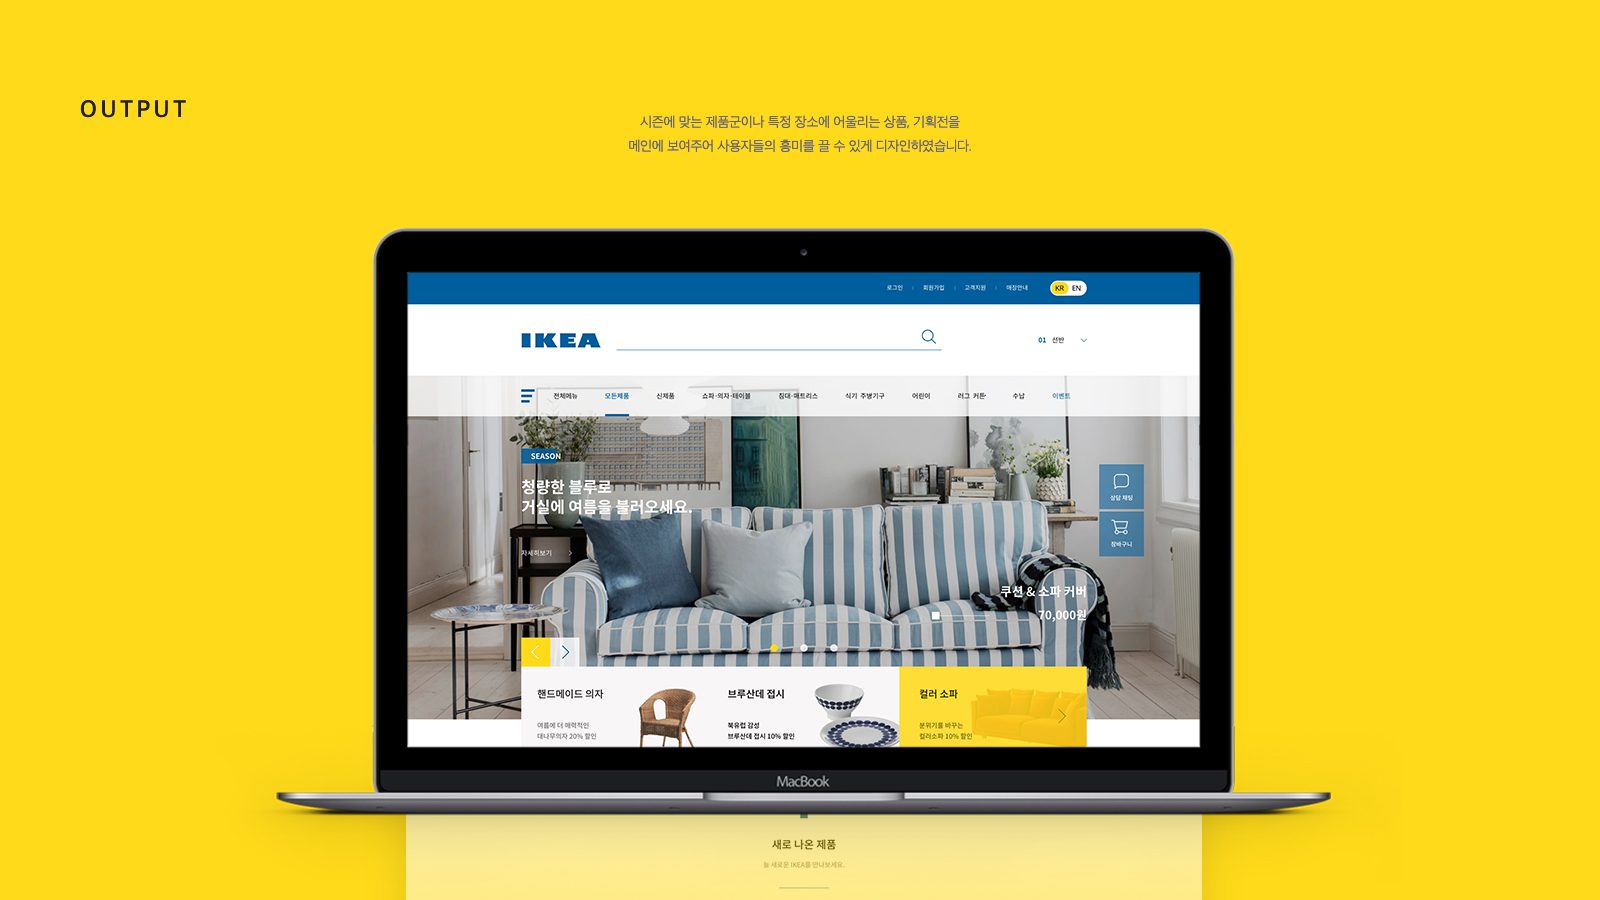 OUTPUT
시즌에 맞는 제품군이나 특정 장소에 어울리는 상품, 기획전을
메인에 보여주어 사용자들의 흥미를 끌 수 있게 디자인하였습니다.
로그인 | 회원가입 | 고객지원 | 매장안내 KR EN
IKEA 01 선반
전체메뉴 모든제품 신제품 쇼파·의자·테이블 침대·매트리스 식기 주방기구 어린이 러그 커튼 수납 이벤트
SEASON
청량한 블루로
거실에 여름을 불러오세요.
자세히보기
상담 채팅
장바구니
쿠션 & 소파 커버
70,000원
핸드메이드 의자
여름에 더 매력적인
대나무의자 20% 할인
브루산데 접시
북유럽 감성
브루산데 접시 10% 할인
컬러 소파
분위기를 바꾸는
컬러소파 10% 할인
MacBook
새로 나온 제품
늘 새로운 IKEA를 만나보세요.